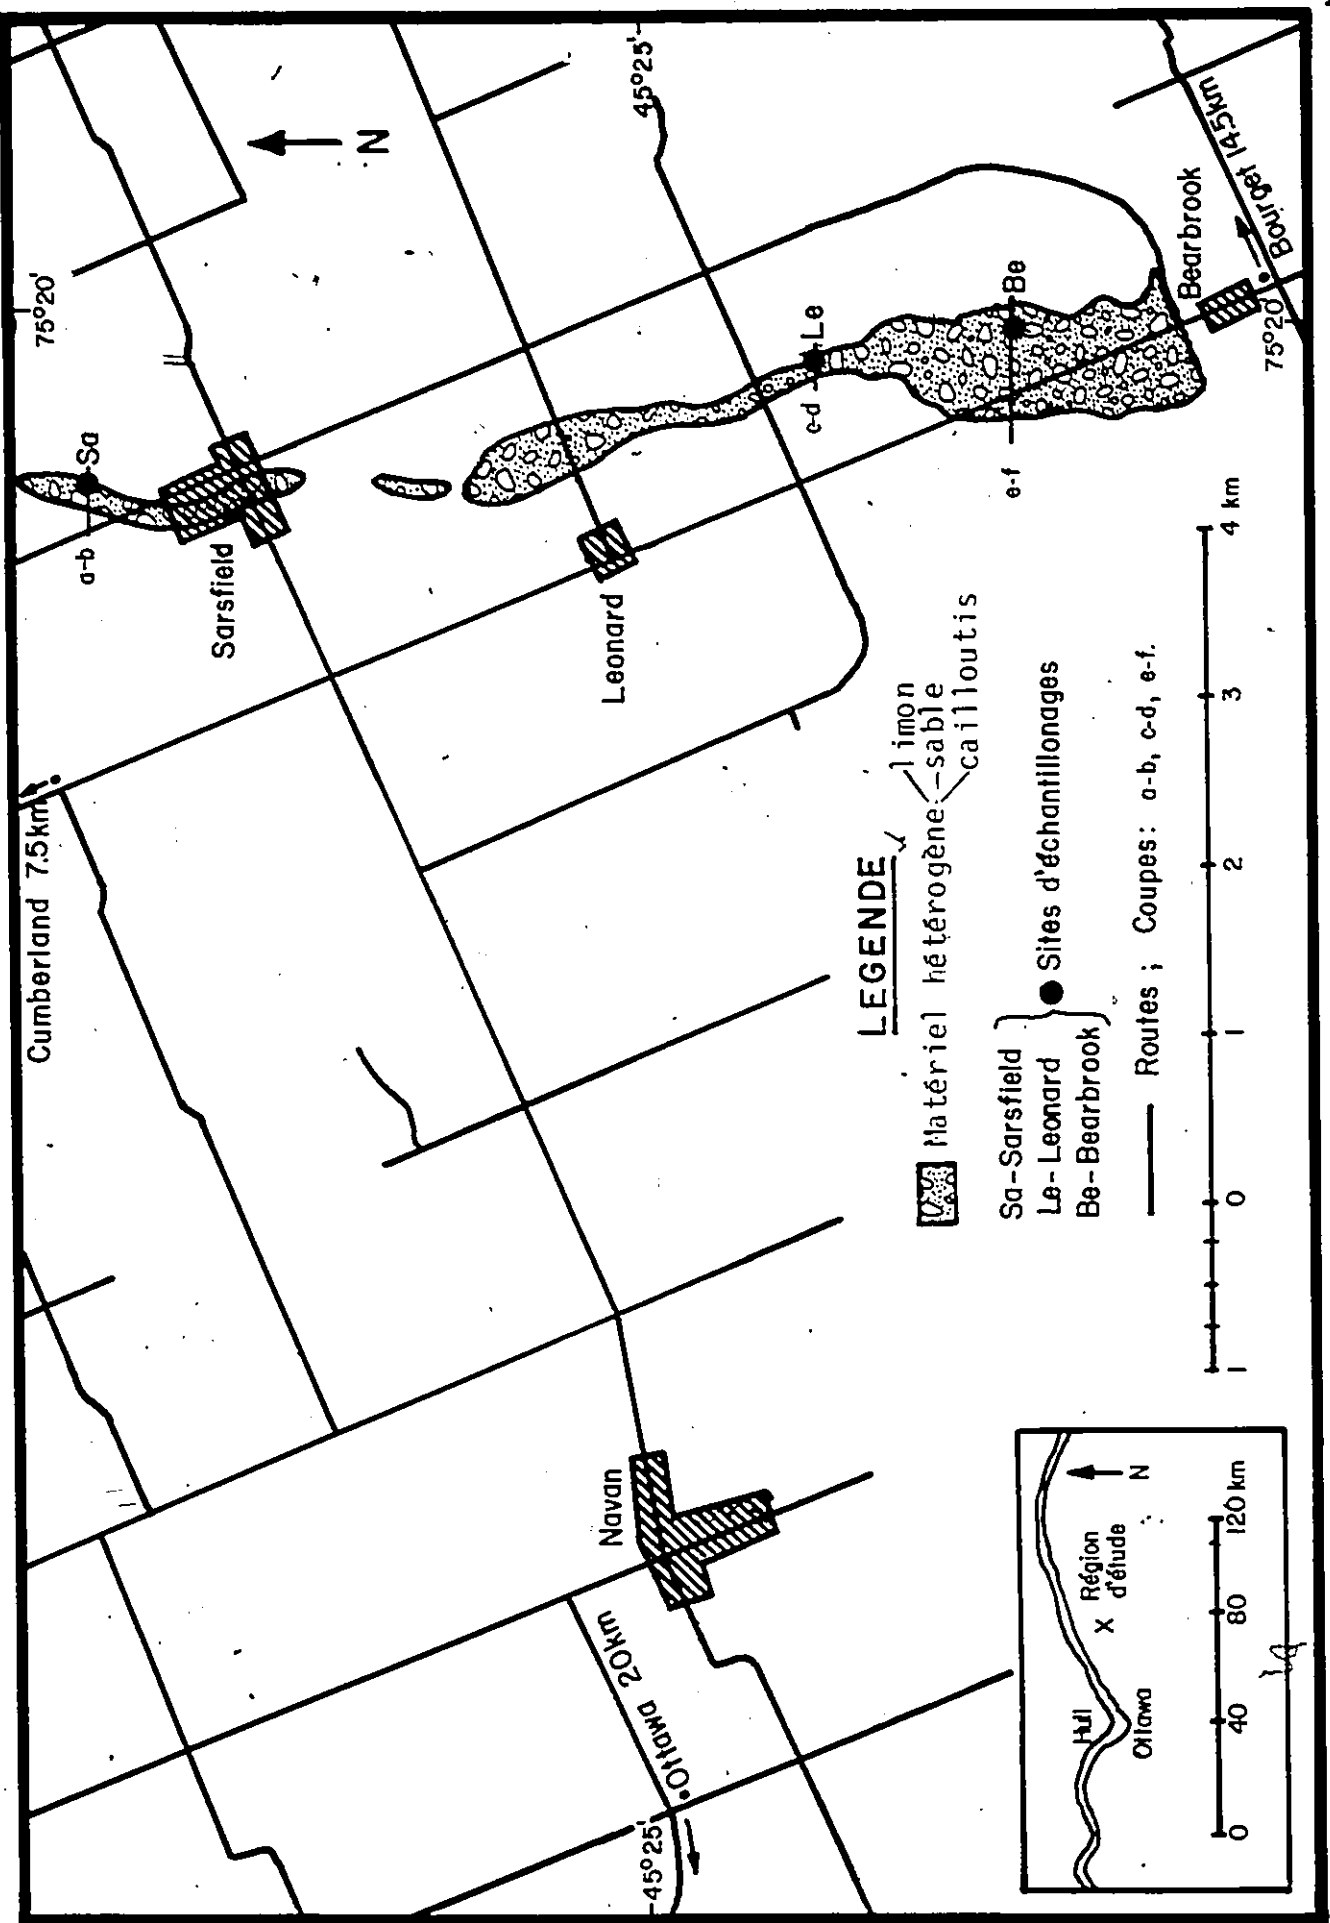 Cumberland 7.5km
75°20'
Sa
a-b
Sarsfield
N
45°25'
Leonard
Le
c-d
Be
e-f
Bearbrook
Bourget 14.5km
75°20'
Navan
Ottawa 20km
45°25'
LEGENDE
Matériel hétérogène
limon
sable
cailloutis
Sa-Sarsfield
Le-Leonard
Be-Bearbrook
Sites d'échantillonages
Routes ; Coupes: a-b, c-d, e-f.
1 0 1 2 3 4 km
Hull
Ottawa
X Région
d'étude
N
0 40 80 120 km